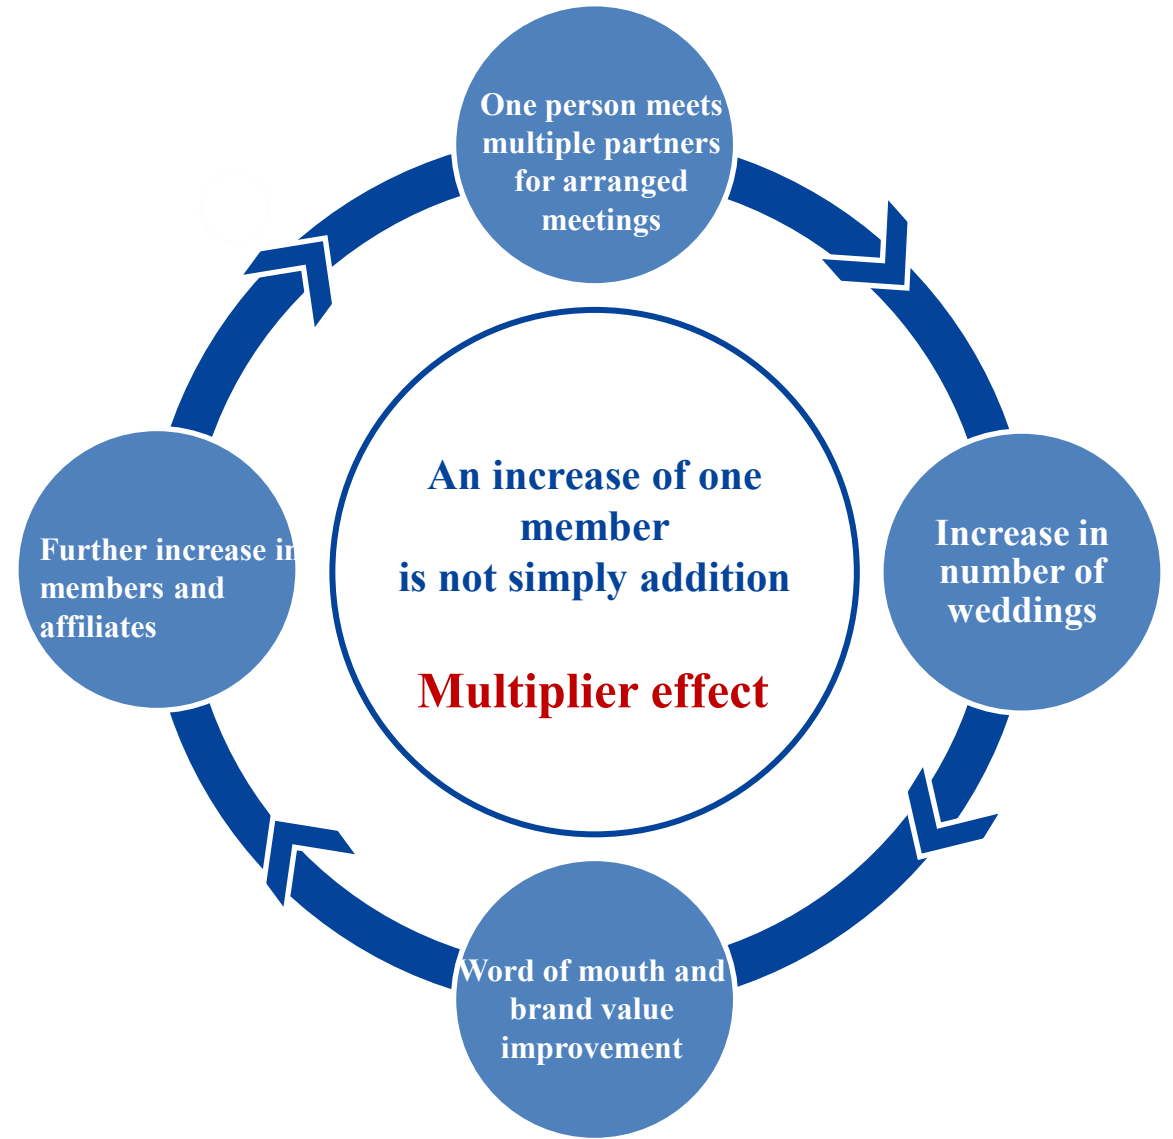 One person meets
multiple partners
for arranged
meetings
An increase of one
member
is not simply addition
Multiplier effect
Further increase in
members and
affiliates
Increase in
number of
weddings
Word of mouth and
brand value
improvement